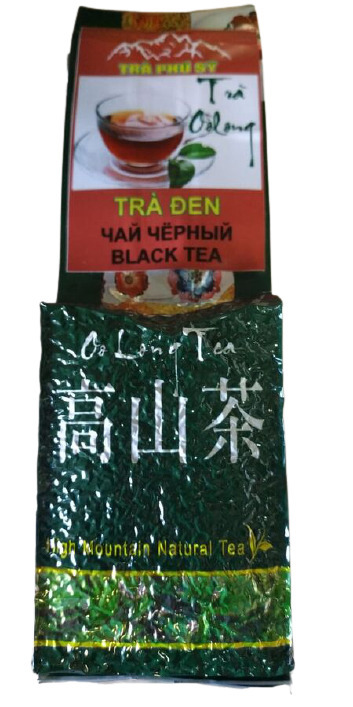 TRÀ PHÚ SỸ
Trà
OoLong
TRÀ ĐEN
ЧАЙ ЧЁРНЫЙ
BLACK TEA
Oo Long Tea
高山茶
High Mountain Natural Tea